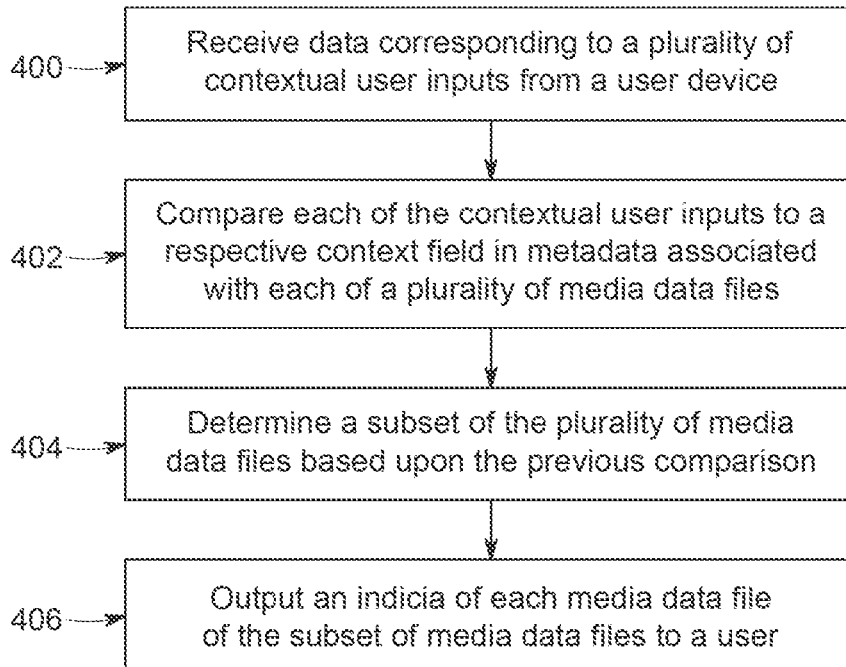 400
Receive data corresponding to a plurality of
contextual user inputs from a user device
402
Compare each of the contextual user inputs to a
respective context field in metadata associated
with each of a plurality of media data files
404
Determine a subset of the plurality of media
data files based upon the previous comparison
406
Output an indicia of each media data file
of the subset of media data files to a user